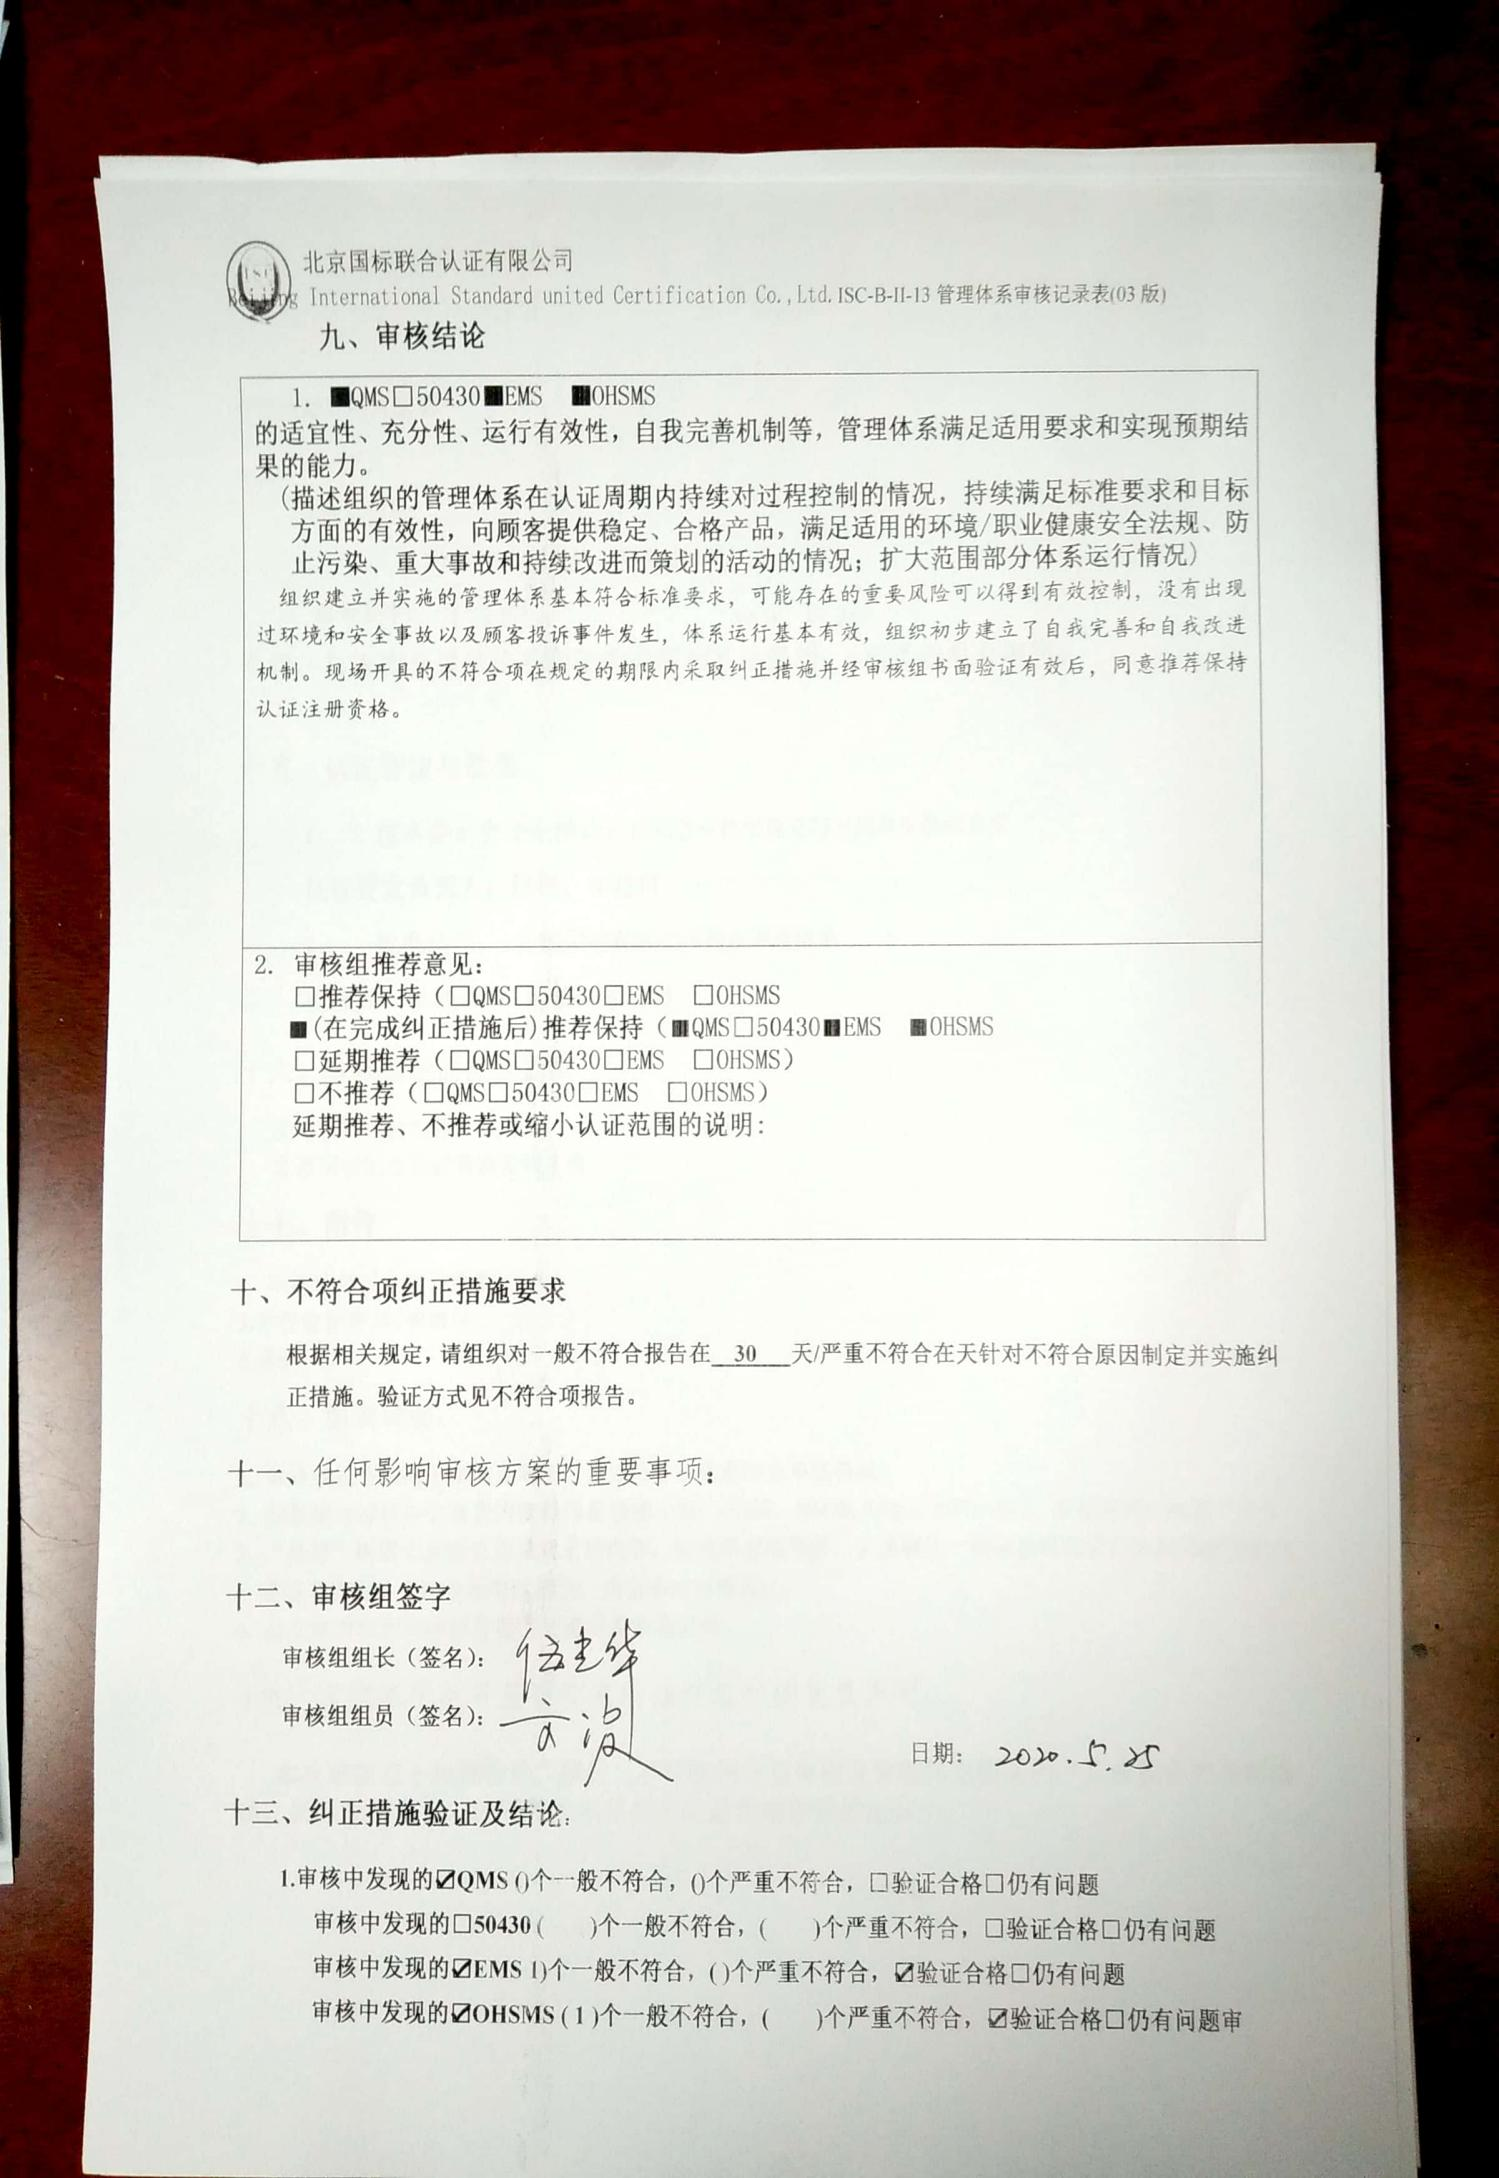 北京国标联合认证有限公司
Beijing International Standard united Certification Co.,Ltd. ISC-B-II-13 管理体系审核记录表(03 版)
九、审核结论
1. ■QMS□50430■EMS ■OHSMS
的适宜性、充分性、运行有效性，自我完善机制等，管理体系满足适用要求和实现预期结
果的能力。
(描述组织的管理体系在认证周期内持续对过程控制的情况，持续满足标准要求和目标
方面的有效性，向顾客提供稳定、合格产品，满足适用的环境/职业健康安全法规、防
止污染、重大事故和持续改进而策划的活动的情况；扩大范围部分体系运行情况)
组织建立并实施的管理体系基本符合标准要求，可能存在的重要风险可以得到有效控制，没有出现
过环境和安全事故以及顾客投诉事件发生，体系运行基本有效，组织初步建立了自我完善和自我改进
机制。现场开具的不符合项在规定的期限内采取纠正措施并经审核组书面验证有效后，同意推荐保持
认证注册资格。
2. 审核组推荐意见：
□推荐保持（□QMS□50430□EMS □OHSMS
■(在完成纠正措施后)推荐保持（■QMS□50430■EMS ■OHSMS
□延期推荐（□QMS□50430□EMS □OHSMS）
□不推荐（□QMS□50430□EMS □OHSMS）
延期推荐、不推荐或缩小认证范围的说明：
十、不符合项纠正措施要求
根据相关规定，请组织对一般不符合报告在 30 天/严重不符合在天针对不符合原因制定并实施纠
正措施。验证方式见不符合项报告。
十一、任何影响审核方案的重要事项：
十二、审核组签字
审核组组长（签名）： 伍光华
审核组组员（签名）：
日期： 2020.5.25
十三、纠正措施验证及结论：
1.审核中发现的☑QMS ()个一般不符合，()个严重不符合，□验证合格□仍有问题
审核中发现的□50430 ( )个一般不符合，( )个严重不符合，□验证合格□仍有问题
审核中发现的☑EMS 1)个一般不符合，( )个严重不符合，☑验证合格□仍有问题
审核中发现的☑OHSMS ( 1 )个一般不符合，( )个严重不符合，☑验证合格□仍有问题审